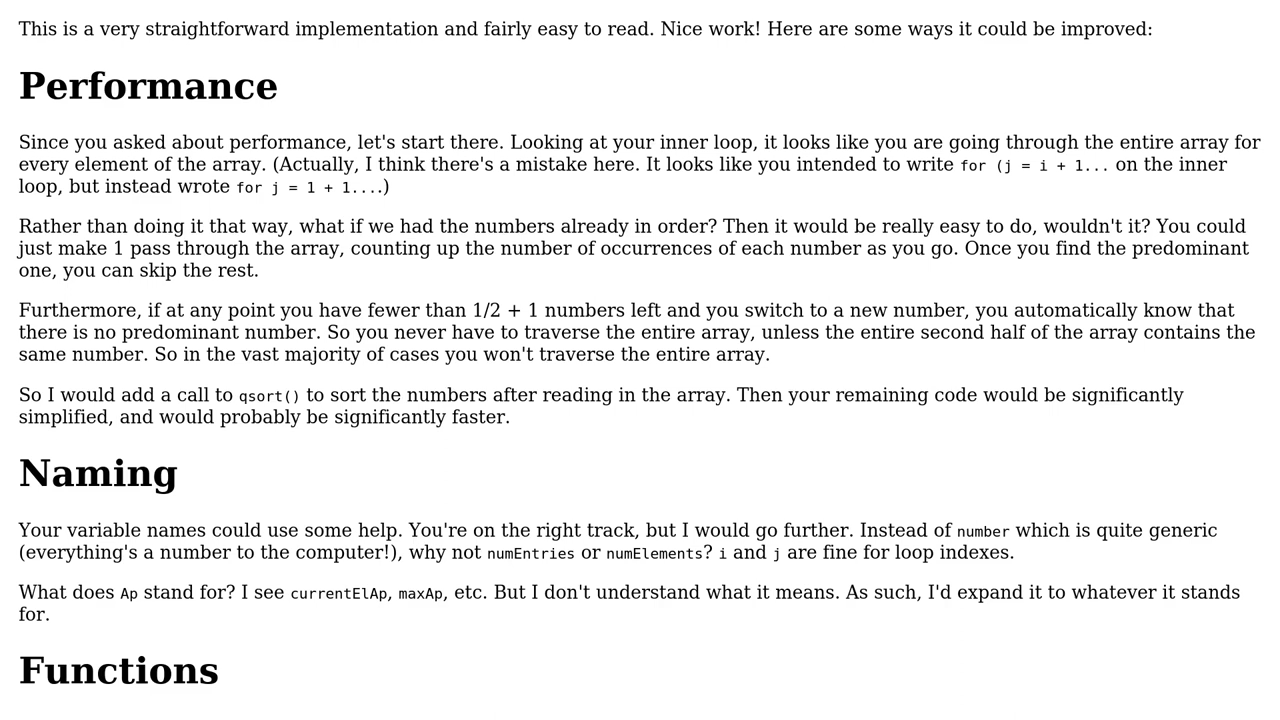 This is a very straightforward implementation and fairly easy to read. Nice work! Here are some ways it could be improved:
Performance
Since you asked about performance, let's start there. Looking at your inner loop, it looks like you are going through the entire array for
every element of the array. (Actually, I think there's a mistake here. It looks like you intended to write for (j = i + 1... on the inner
loop, but instead wrote for j = 1 + 1....)
Rather than doing it that way, what if we had the numbers already in order? Then it would be really easy to do, wouldn't it? You could
just make 1 pass through the array, counting up the number of occurrences of each number as you go. Once you find the predominant
one, you can skip the rest.
Furthermore, if at any point you have fewer than 1/2 + 1 numbers left and you switch to a new number, you automatically know that
there is no predominant number. So you never have to traverse the entire array, unless the entire second half of the array contains the
same number. So in the vast majority of cases you won't traverse the entire array.
So I would add a call to qsort() to sort the numbers after reading in the array. Then your remaining code would be significantly
simplified, and would probably be significantly faster.
Naming
Your variable names could use some help. You're on the right track, but I would go further. Instead of number which is quite generic
(everything's a number to the computer!), why not numEntries or numElements? i and j are fine for loop indexes.
What does Ap stand for? I see currentElAp, maxAp, etc. But I don't understand what it means. As such, I'd expand it to whatever it stands
for.
Functions